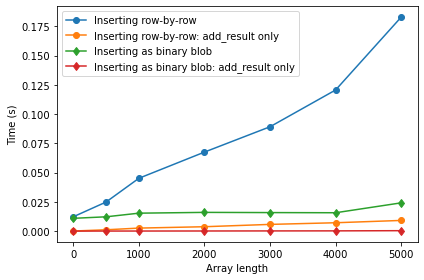 Inserting row-by-row
Inserting row-by-row: add_result only
Inserting as binary blob
Inserting as binary blob: add_result only
Time (s)
0.175
0.150
0.125
0.100
0.075
0.050
0.025
0.000
0 1000 2000 3000 4000 5000
Array length